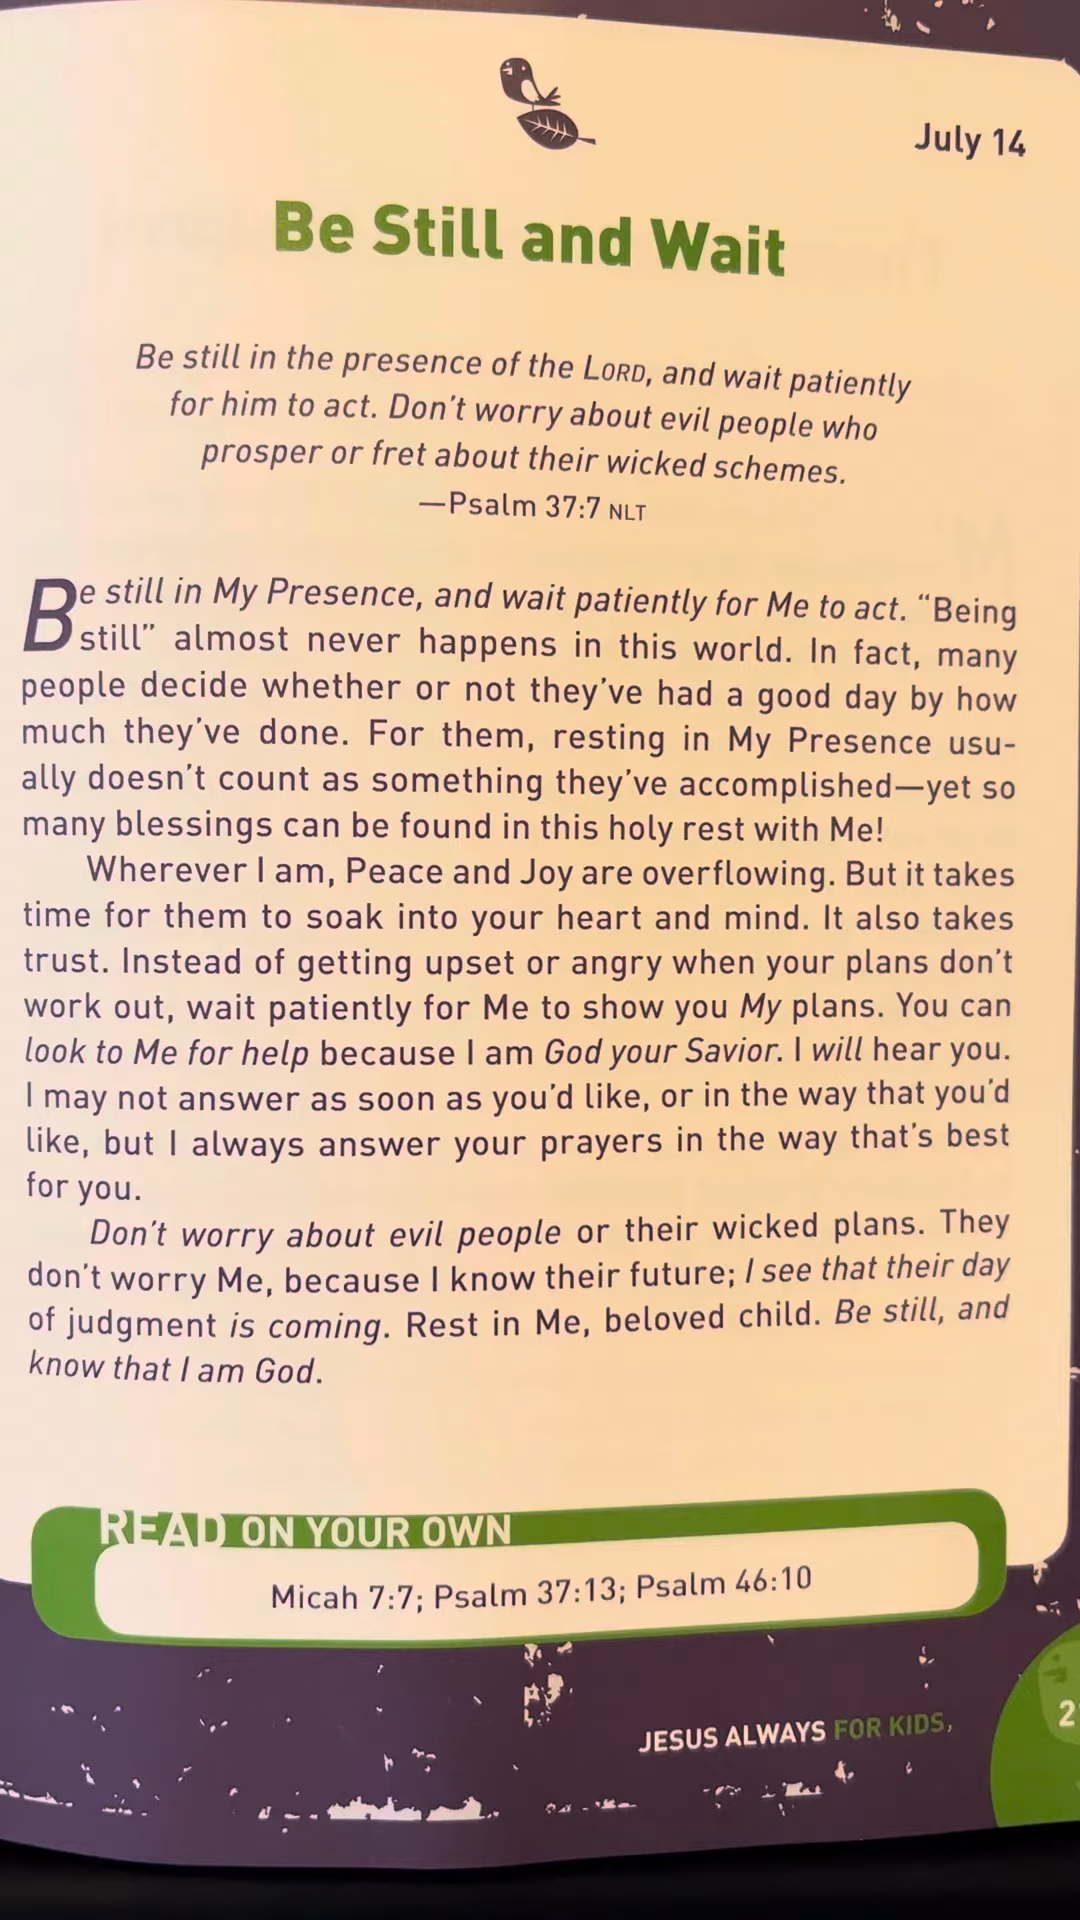 July 14
Be Still and Wait
Be still in the presence of the LORD, and wait patiently
for him to act. Don't worry about evil people who
prosper or fret about their wicked schemes.
—Psalm 37:7 NLT
Be still in My Presence, and wait patiently for Me to act. “Being
still” almost never happens in this world. In fact, many
people decide whether or not they've had a good day by how
much they've done. For them, resting in My Presence usu-
ally doesn't count as something they've accomplished—yet so
many blessings can be found in this holy rest with Me!
Wherever I am, Peace and Joy are overflowing. But it takes
time for them to soak into your heart and mind. It also takes
trust. Instead of getting upset or angry when your plans don't
work out, wait patiently for Me to show you My plans. You can
look to Me for help because I am God your Savior. I will hear you.
I may not answer as soon as you'd like, or in the way that you'd
like, but I always answer your prayers in the way that's best
for you.
Don't worry about evil people or their wicked plans. They
don't worry Me, because I know their future; I see that their day
of judgment is coming. Rest in Me, beloved child. Be still, and
know that I am God.
READ ON YOUR OWN
Micah 7:7; Psalm 37:13; Psalm 46:10
JESUS ALWAYS FOR KIDS,